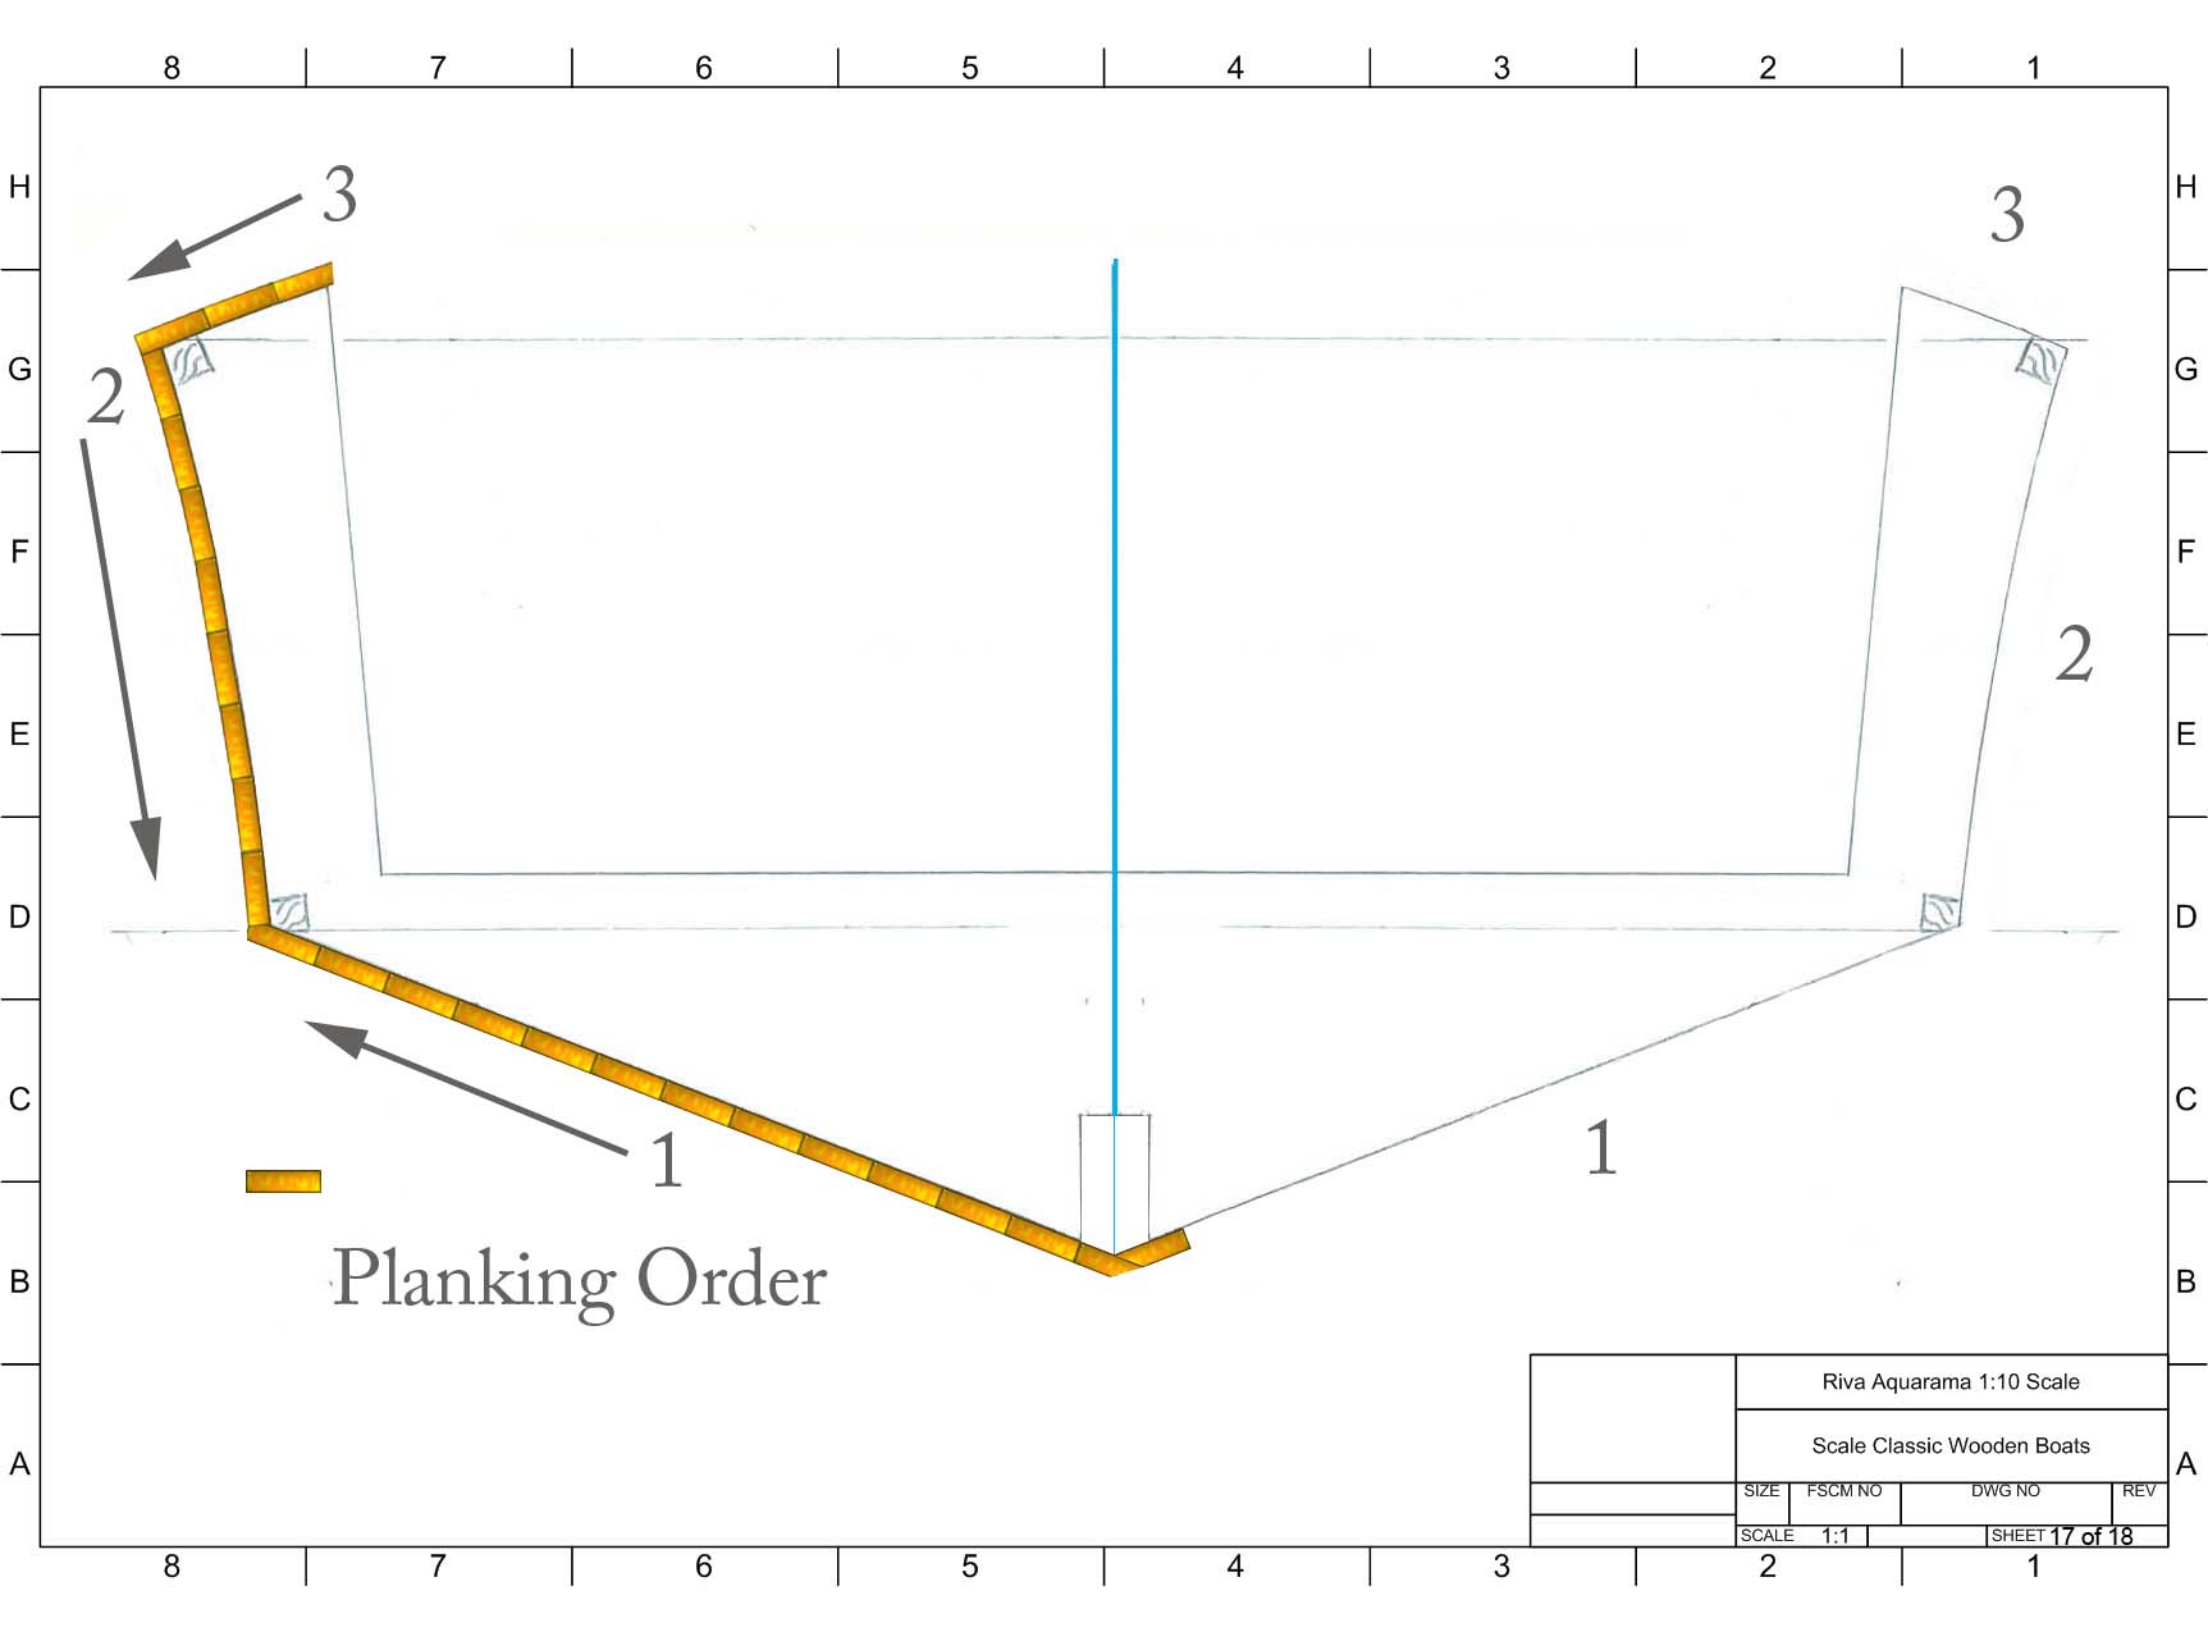 8 7 6 5 4 3 2 1
H H
3 3
G G
2
F F
2
E E
D D
C C
1 1
Planking Order
B B
Riva Aquarama 1:10 Scale
Scale Classic Wooden Boats
A A
SIZE FSCM NO DWG NO REV
SCALE 1:1 SHEET 17 of 18
8 7 6 5 4 3 2 1